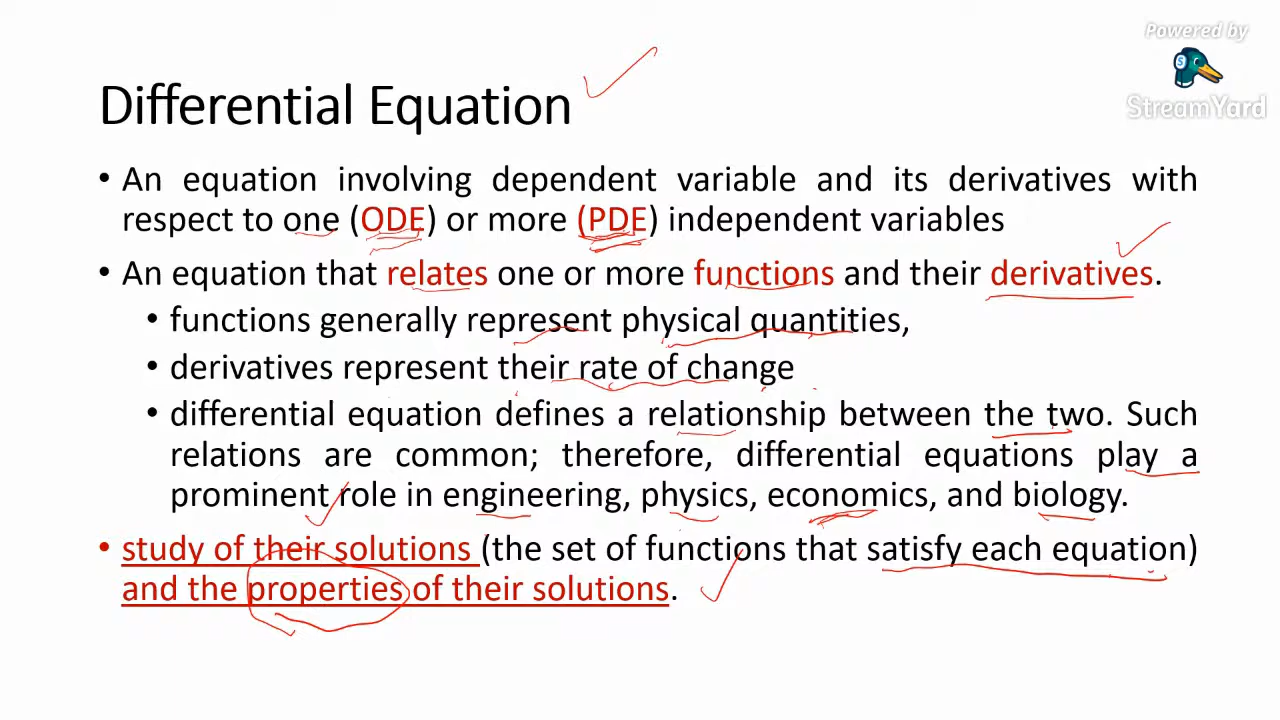 Powered by
StreamYard
Differential Equation
• An equation involving dependent variable and its derivatives with
respect to one (ODE) or more (PDE) independent variables
• An equation that relates one or more functions and their derivatives.
• functions generally represent physical quantities,
• derivatives represent their rate of change
• differential equation defines a relationship between the two. Such
relations are common; therefore, differential equations play a
prominent role in engineering, physics, economics, and biology.
• study of their solutions (the set of functions that satisfy each equation)
and the properties of their solutions.